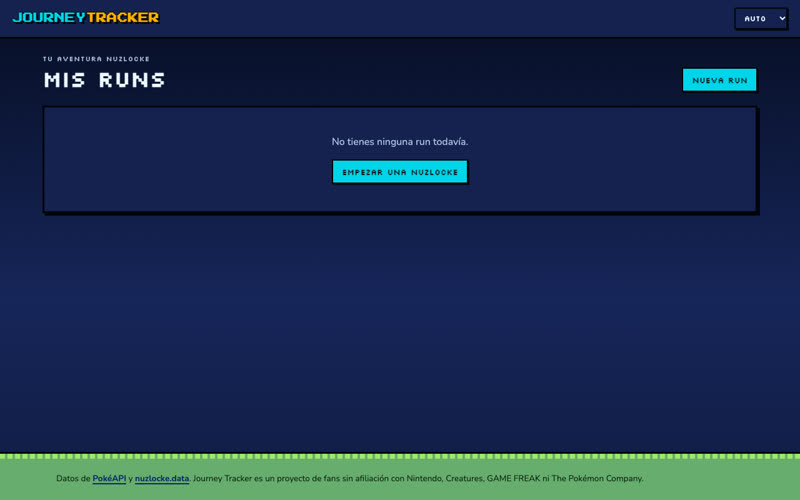 JOURNEYTRACKER
AUTO
TU AVENTURA NUZLOCKE
MIS RUNS
NUEVA RUN
No tienes ninguna run todavía.
EMPEZAR UNA NUZLOCKE
Datos de PokéAPI y nuzlocke.data. Journey Tracker es un proyecto de fans sin afiliación con Nintendo, Creatures, GAME FREAK ni The Pokémon Company.